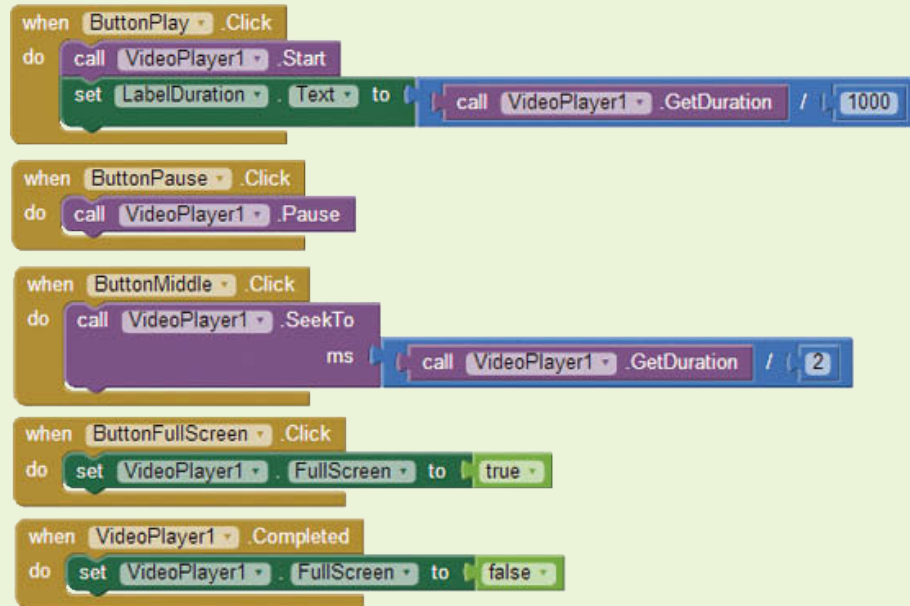 when ButtonPlay .Click
do call VideoPlayer1 .Start
set LabelDuration . Text to call VideoPlayer1 .GetDuration / 1000
when ButtonPause .Click
do call VideoPlayer1 .Pause
when ButtonMiddle .Click
do call VideoPlayer1 .SeekTo
ms call VideoPlayer1 .GetDuration / 2
when ButtonFullScreen .Click
do set VideoPlayer1 . FullScreen to true
when VideoPlayer1 .Completed
do set VideoPlayer1 . FullScreen to false